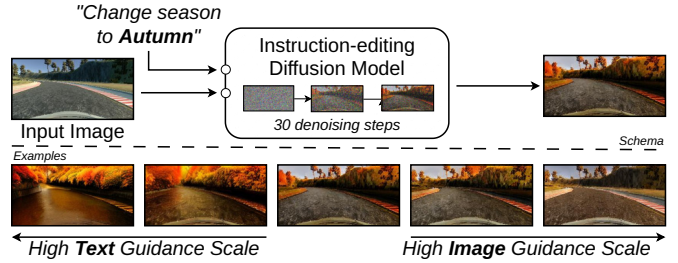 "Change season
to Autumn"
Instruction-editing
Diffusion Model
30 denoising steps
Input Image
Schema
Examples
High Text Guidance Scale
High Image Guidance Scale